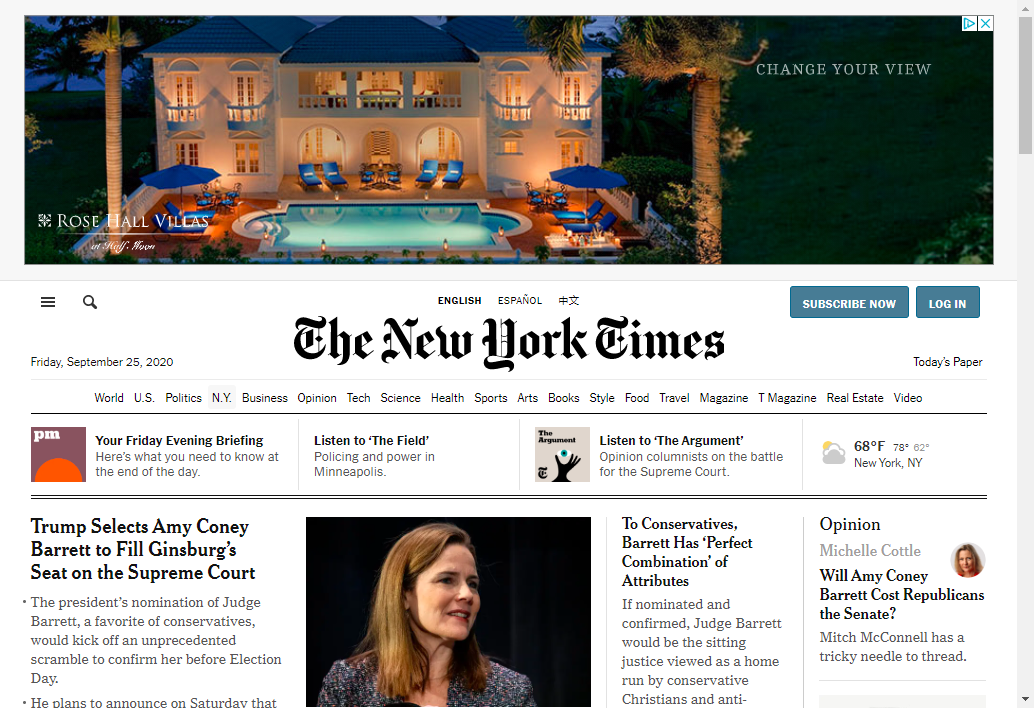 CHANGE YOUR VIEW
ROSE HALL VILLAS
at Half Moon
ENGLISH ESPAÑOL 中文
SUBSCRIBE NOW LOG IN
The New York Times
Friday, September 25, 2020
Today's Paper
World U.S. Politics N.Y. Business Opinion Tech Science Health Sports Arts Books Style Food Travel Magazine T Magazine Real Estate Video
pm
Your Friday Evening Briefing
Here's what you need to know at
the end of the day.
Listen to ‘The Field’
Policing and power in
Minneapolis.
The
Argument
T
Listen to ‘The Argument’
Opinion columnists on the battle
for the Supreme Court.
68°F 78° 62°
New York, NY
Trump Selects Amy Coney
Barrett to Fill Ginsburg’s
Seat on the Supreme Court
• The president’s nomination of Judge
Barrett, a favorite of conservatives,
would kick off an unprecedented
scramble to confirm her before Election
Day.
• He plans to announce on Saturday that
To Conservatives,
Barrett Has ‘Perfect
Combination’ of
Attributes
If nominated and
confirmed, Judge Barrett
would be the sitting
justice viewed as a home
run by conservative
Christians and anti-
Opinion
Michelle Cottle
Will Amy Coney
Barrett Cost Republicans
the Senate?
Mitch McConnell has a
tricky needle to thread.